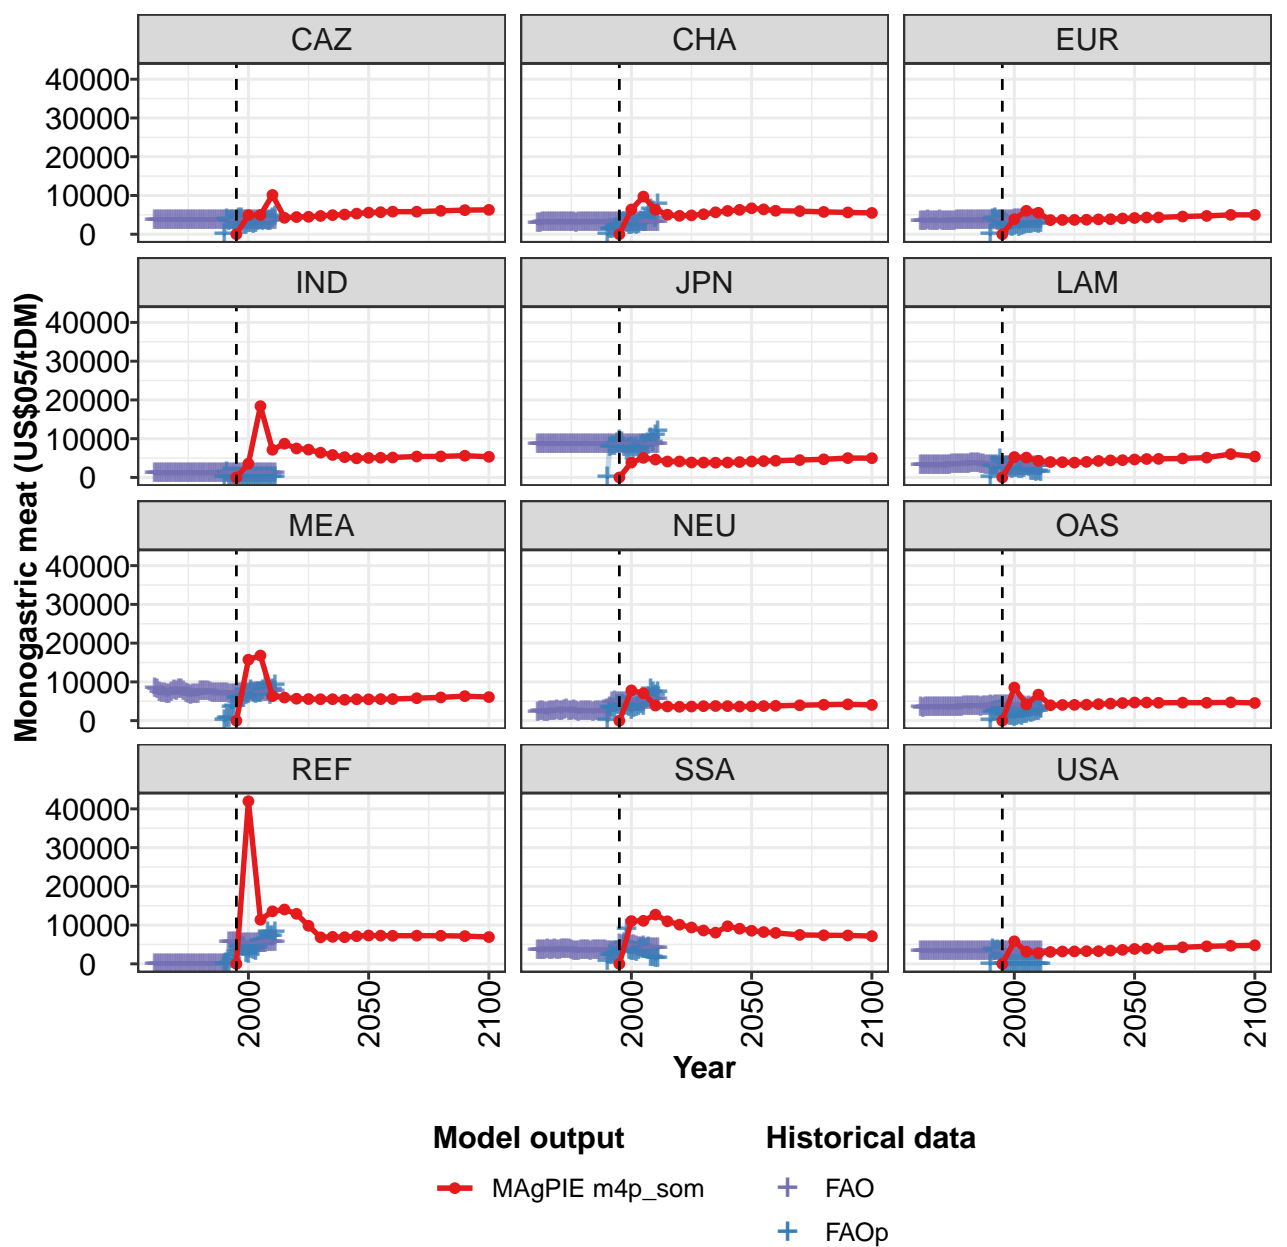 CAZ CHA EUR
40000
30000
20000
10000
0
IND JPN LAM
40000
30000
20000
10000
0
Monogastric meat (US$05/tDM)
MEA NEU OAS
40000
30000
20000
10000
0
REF SSA USA
40000
30000
20000
10000
0
2000 2050 2100 2000 2050 2100 2000 2050 2100
Year
Model output Historical data
MAgPIE m4p_som FAO
FAOp